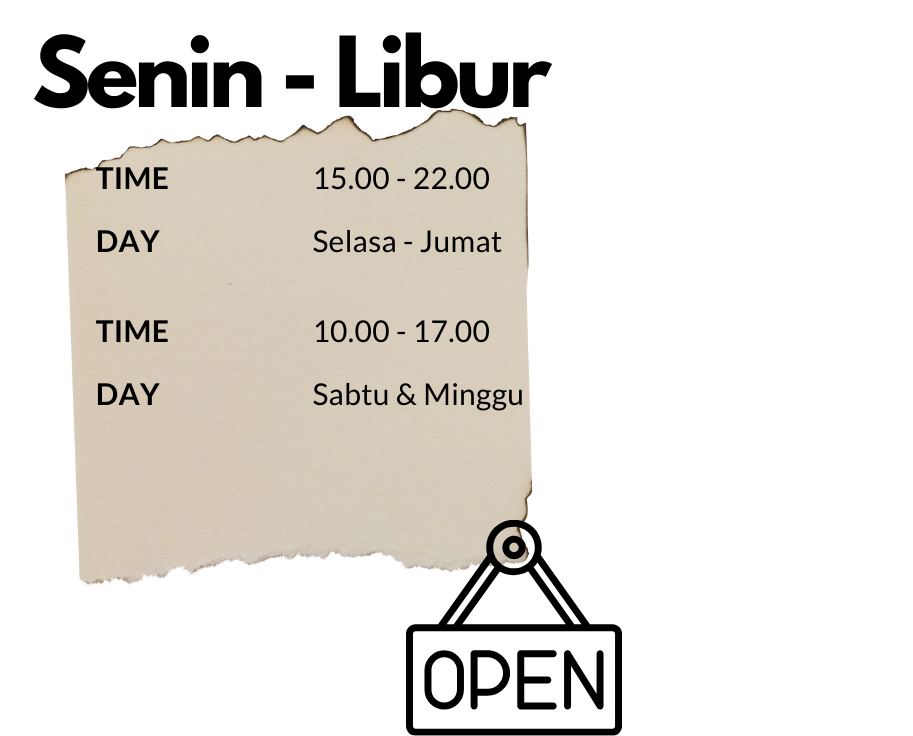 Senin - Libur
TIME 15.00 - 22.00
DAY Selasa - Jumat
TIME 10.00 - 17.00
DAY Sabtu & Minggu
OPEN